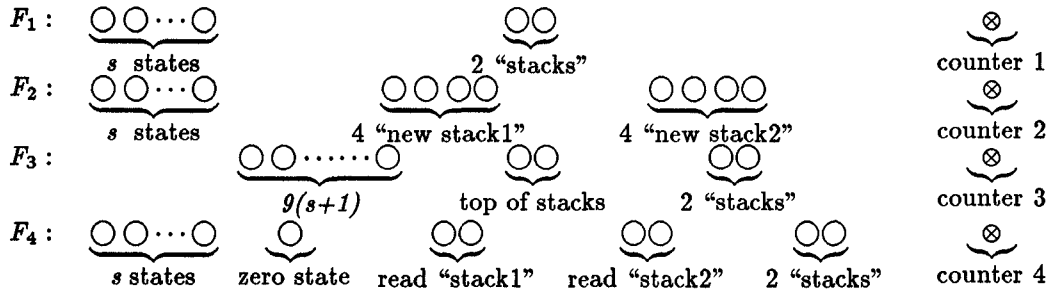 F₁ :
s states 2 "stacks" counter 1
F₂ :
s states 4 "new stack1" 4 "new stack2" counter 2
F₃ :
9(s+1) top of stacks 2 "stacks" counter 3
F₄ :
s states zero state read "stack1" read "stack2" 2 "stacks" counter 4